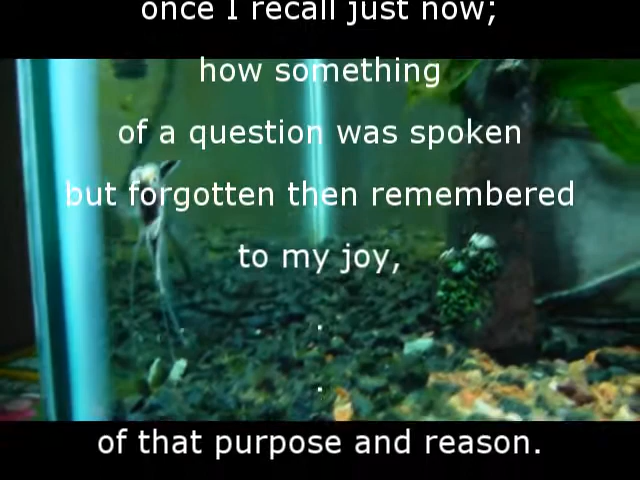 once I recall just now;
how something
of a question was spoken
but forgotten then remembered
to my joy,
.
.
of that purpose and reason.